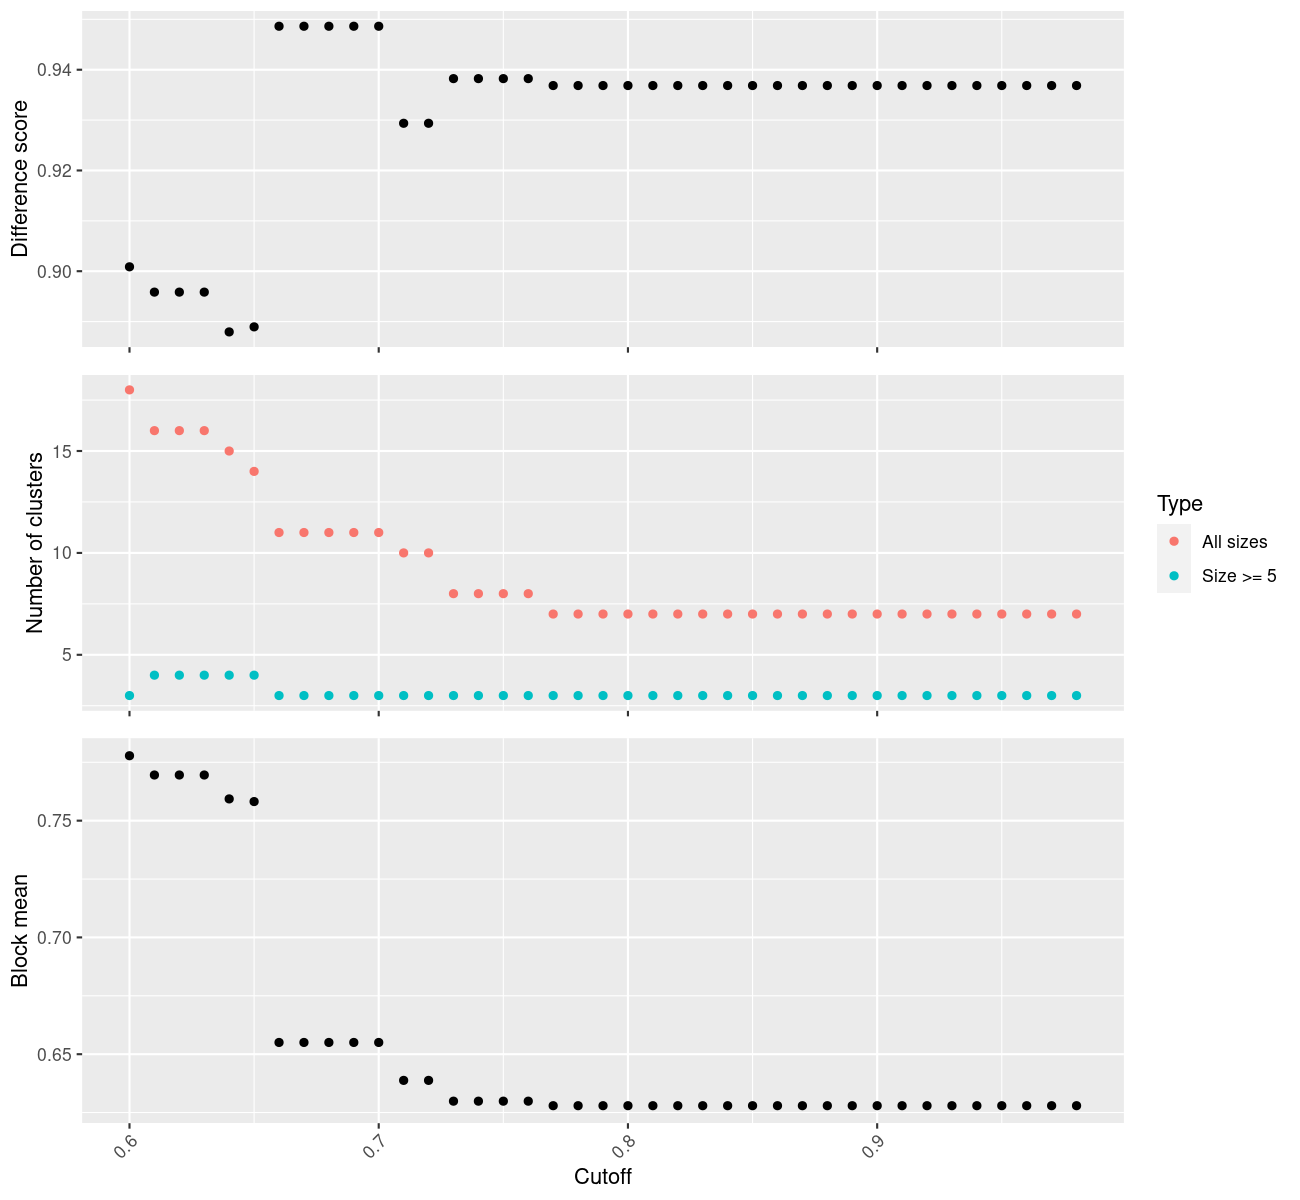 Difference score
0.94
0.92
0.90
Number of clusters
15
10
5
Type
All sizes
Size >= 5
Block mean
0.75
0.70
0.65
0.6
0.7
0.8
0.9
Cutoff